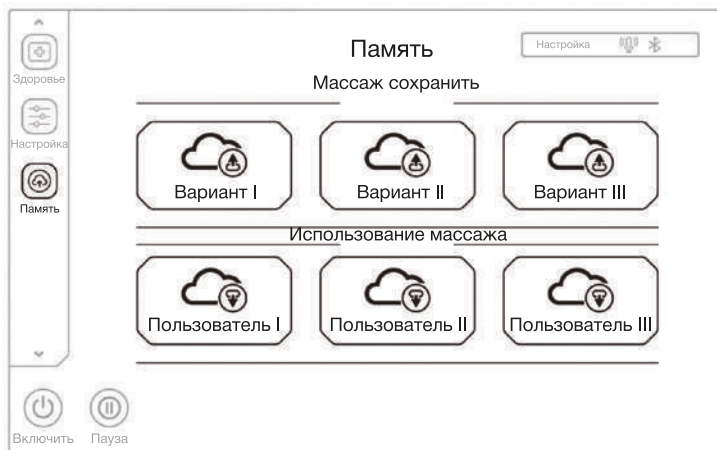 Память
Настройка
Массаж сохранить
Здоровье
Настройка
Память
Вариант I
Вариант II
Вариант III
Использование массажа
Пользователь I
Пользователь II
Пользователь III
Включить
Пауза